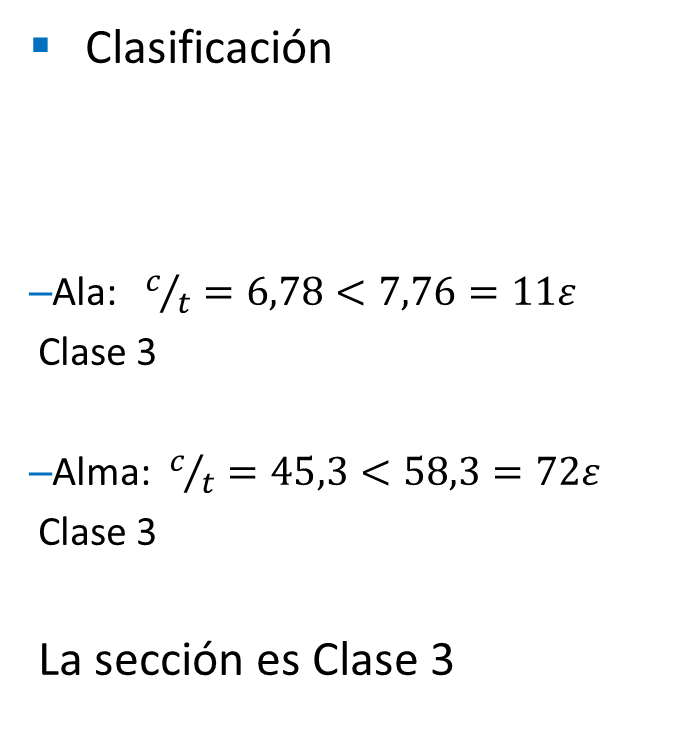 ▪ Clasificación
–Ala: c/t = 6,78 < 7,76 = 11ε
Clase 3
–Alma: c/t = 45,3 < 58,3 = 72ε
Clase 3
La sección es Clase 3